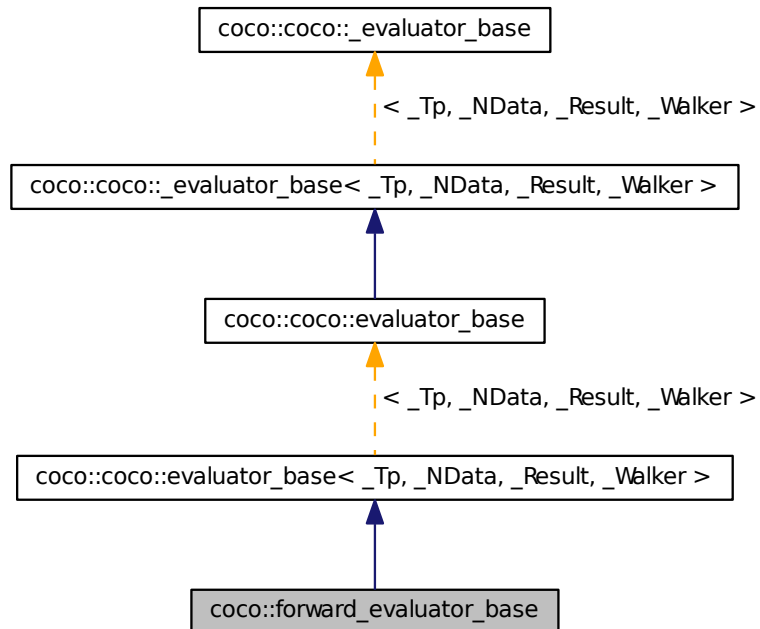 coco::coco::_evaluator_base
< _Tp, _NData, _Result, _Walker >
coco::coco::_evaluator_base< _Tp, _NData, _Result, _Walker >
coco::coco::evaluator_base
< _Tp, _NData, _Result, _Walker >
coco::coco::evaluator_base< _Tp, _NData, _Result, _Walker >
coco::forward_evaluator_base